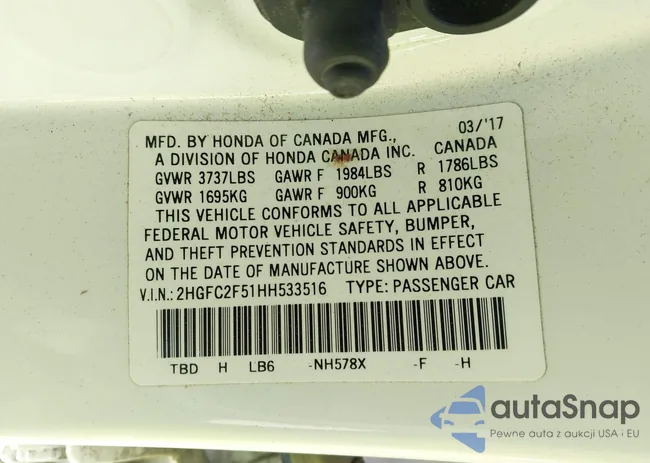 MFD. BY HONDA OF CANADA MFG., 03/'17
A DIVISION OF HONDA CANADA INC. CANADA
GVWR 3737LBS GAWR F 1984LBS R 1786LBS
GVWR 1695KG GAWR F 900KG R 810KG
THIS VEHICLE CONFORMS TO ALL APPLICABLE
FEDERAL MOTOR VEHICLE SAFETY, BUMPER,
AND THEFT PREVENTION STANDARDS IN EFFECT
ON THE DATE OF MANUFACTURE SHOWN ABOVE.
V.I.N.: 2HGFC2F51HH533516 TYPE: PASSENGER CAR
TBD H LB6 -NH578X -F -H
autaSnap
Pewne auta z aukcji USA i EU